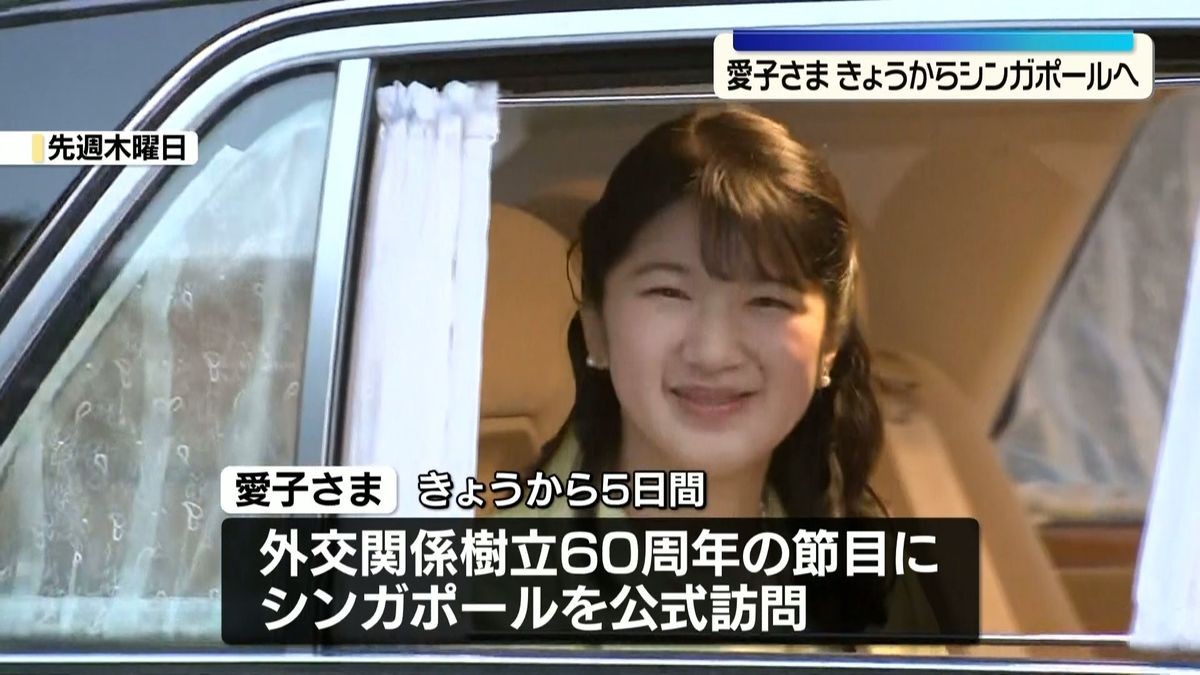 愛子さま きょうからシンガポールへ
先週木曜日
愛子さま きょうから5日間
外交関係樹立60周年の節目に
シンガポールを公式訪問